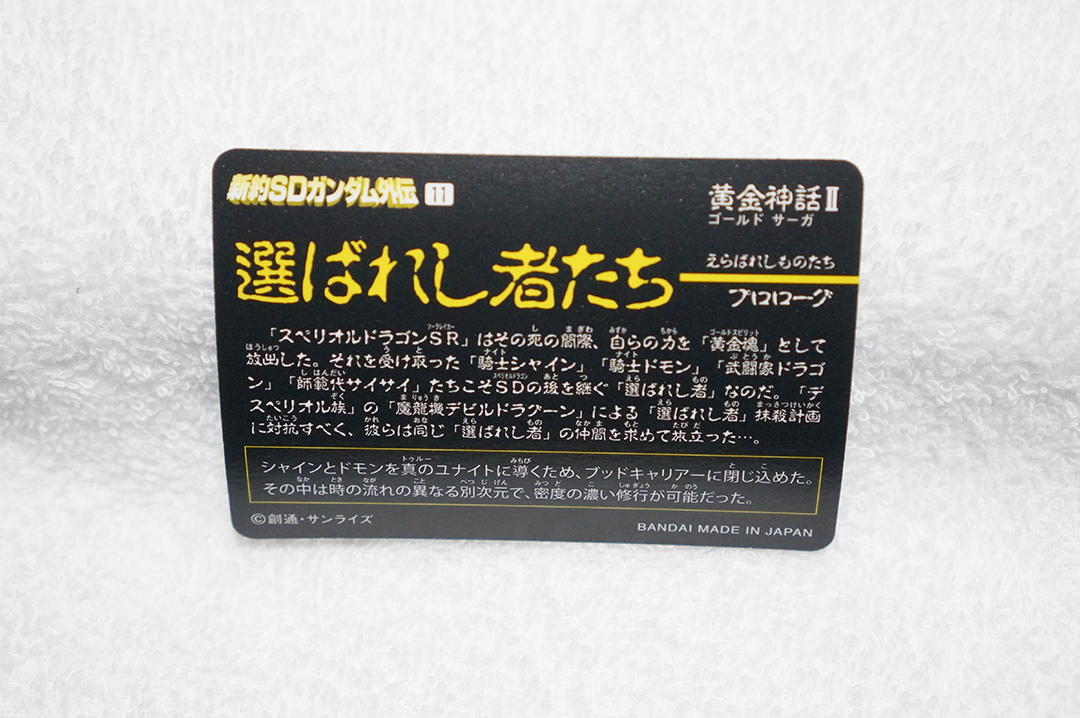 新約SDガンダム外伝 11
黄金神話Ⅱ
ゴールド サーガ
選ばれし者たち
えらばれしものたち
プロローグ
「スペリオルドラゴンSR」はその死の間際、自らの力を「黄金魂」として
放出した。それを受け取った「騎士シャイン」「騎士ドモン」「武闘家ドラゴ
ン」「師範代サイサイ」たちこそSDの後を継ぐ「選ばれし者」なのだ。「デ
スペリオル族」の「魔龍機デビルドラグーン」による「選ばれし者」抹殺計画
に対抗すべく、彼らは同じ「選ばれし者」の仲間を求めて旅立った…。
シャインとドモンを真のユナイトに導くため、ブッドキャリアーに閉じ込めた。
その中は時の流れの異なる別次元で、密度の濃い修行が可能だった。
©創通・サンライズ
BANDAI MADE IN JAPAN